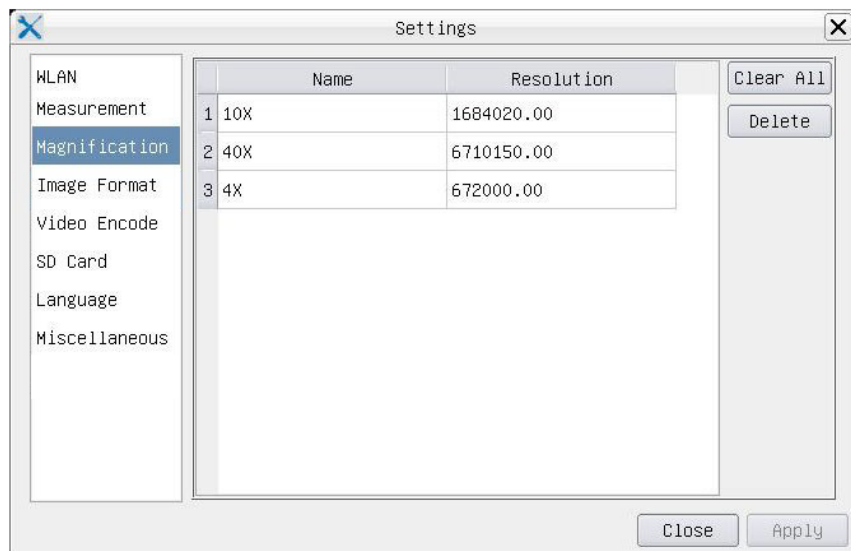 Settings
WLAN
Measurement
Magnification
Image Format
Video Encode
SD Card
Language
Miscellaneous
Name Resolution
1 10X 1684020.00
2 40X 6710150.00
3 4X 672000.00
Clear All
Delete
Close Apply